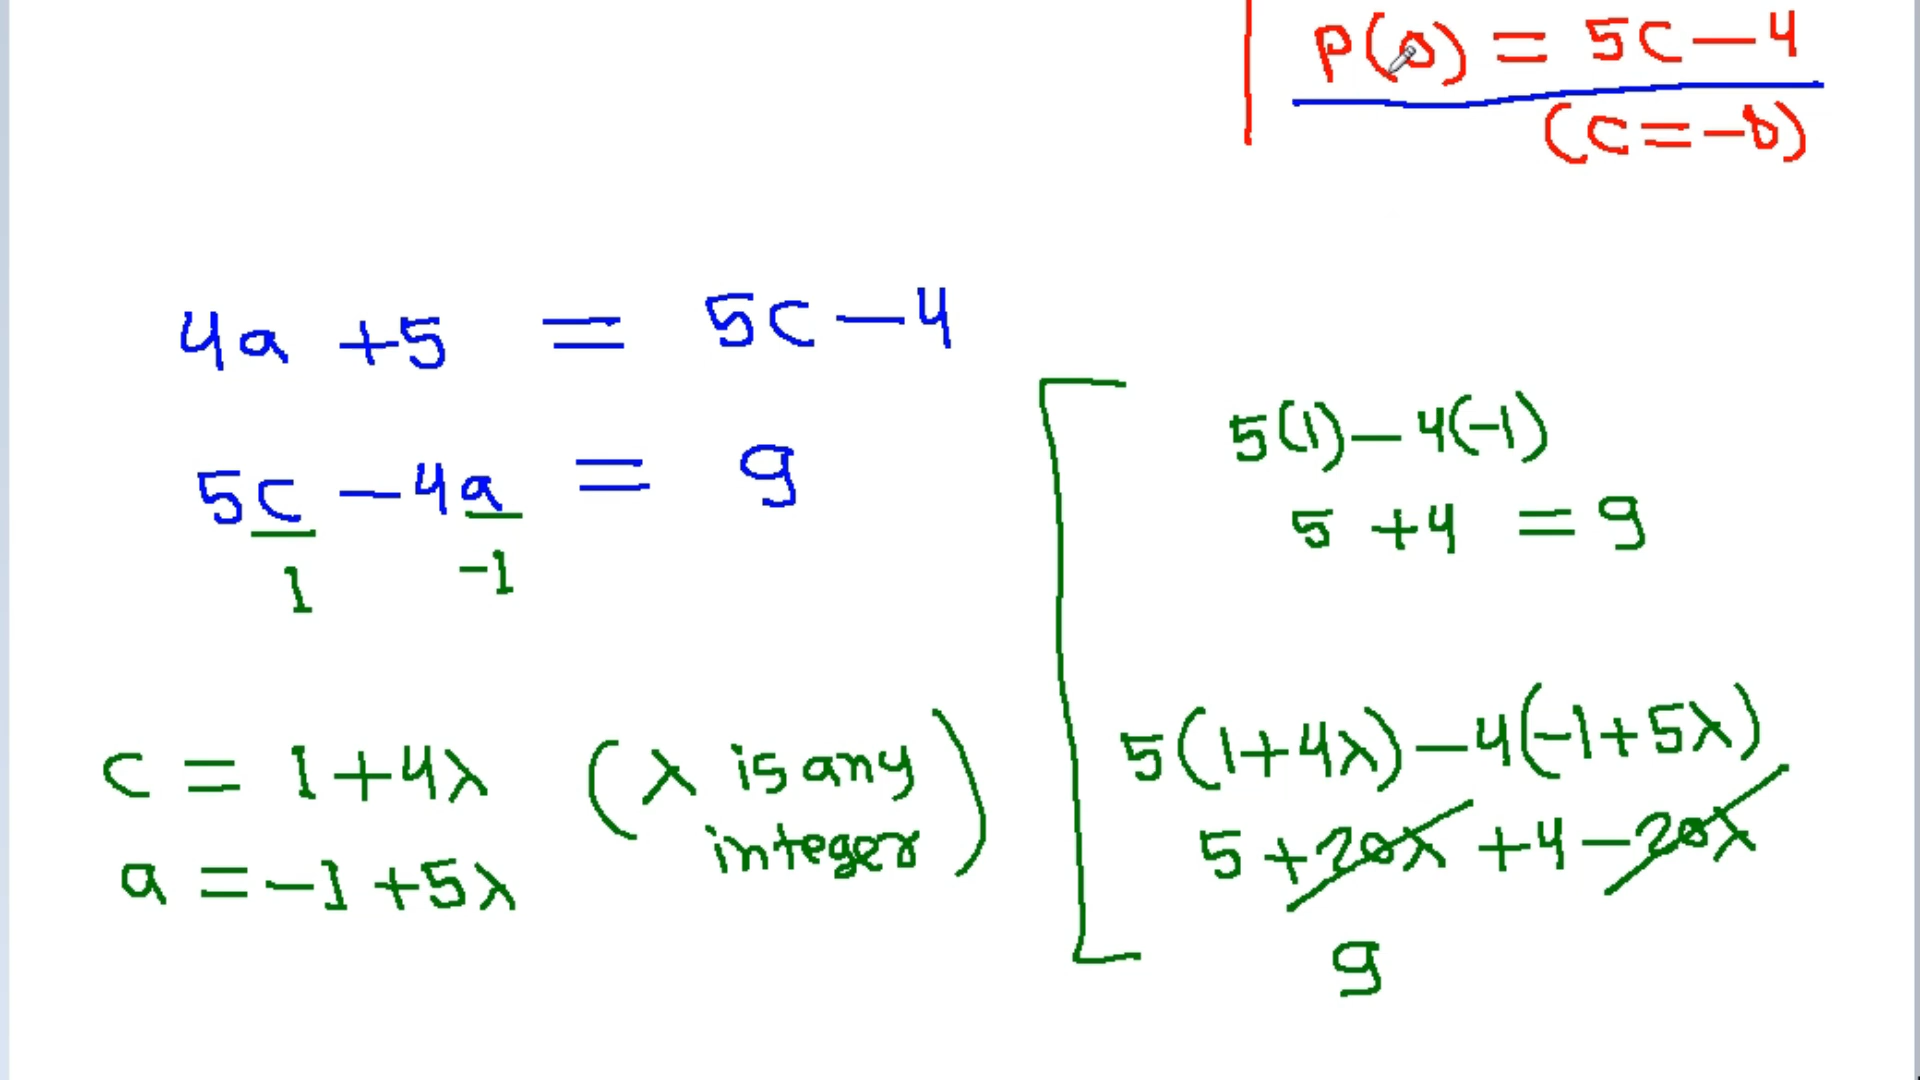 P(0) = 5c - 4
(c = -8)
4a + 5 = 5c - 4
5c - 4a = 9
1 -1
5(1) - 4(-1)
5 + 4 = 9
c = 1 + 4λ (λ is any
integer)
a = -1 + 5λ
5(1+4λ) - 4(-1+5λ)
5 + 20λ + 4 - 20λ
9